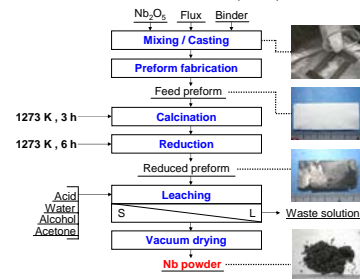 Nb₂O₅ Flux Binder
Mixing / Casting
Preform fabrication
Feed preform
1273 K , 3 h Calcination
1273 K , 6 h Reduction
Reduced preform
Acid
Water
Alcohol
Acetone
Leaching
S L
Waste solution
Vacuum drying
Nb powder